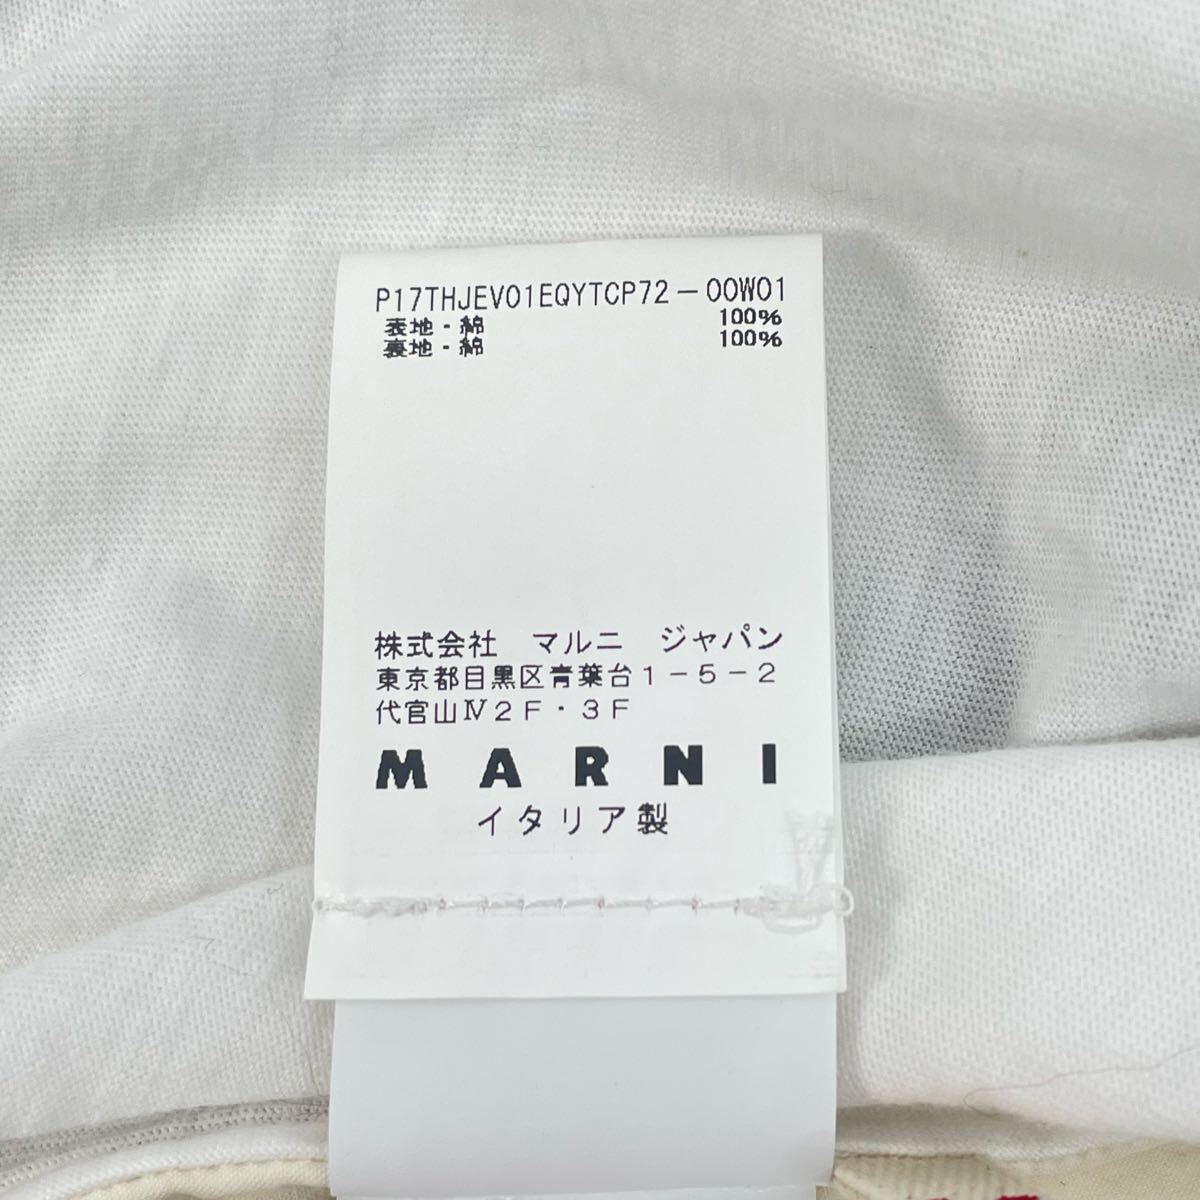 P17THJEV01EQYTCP72-00W01
表地・綿 100%
裏地・綿 100%
株式会社 マルニ ジャパン
東京都目黒区青葉台1-5-2
代官山Ⅳ2F・3F
MARNI
イタリア製